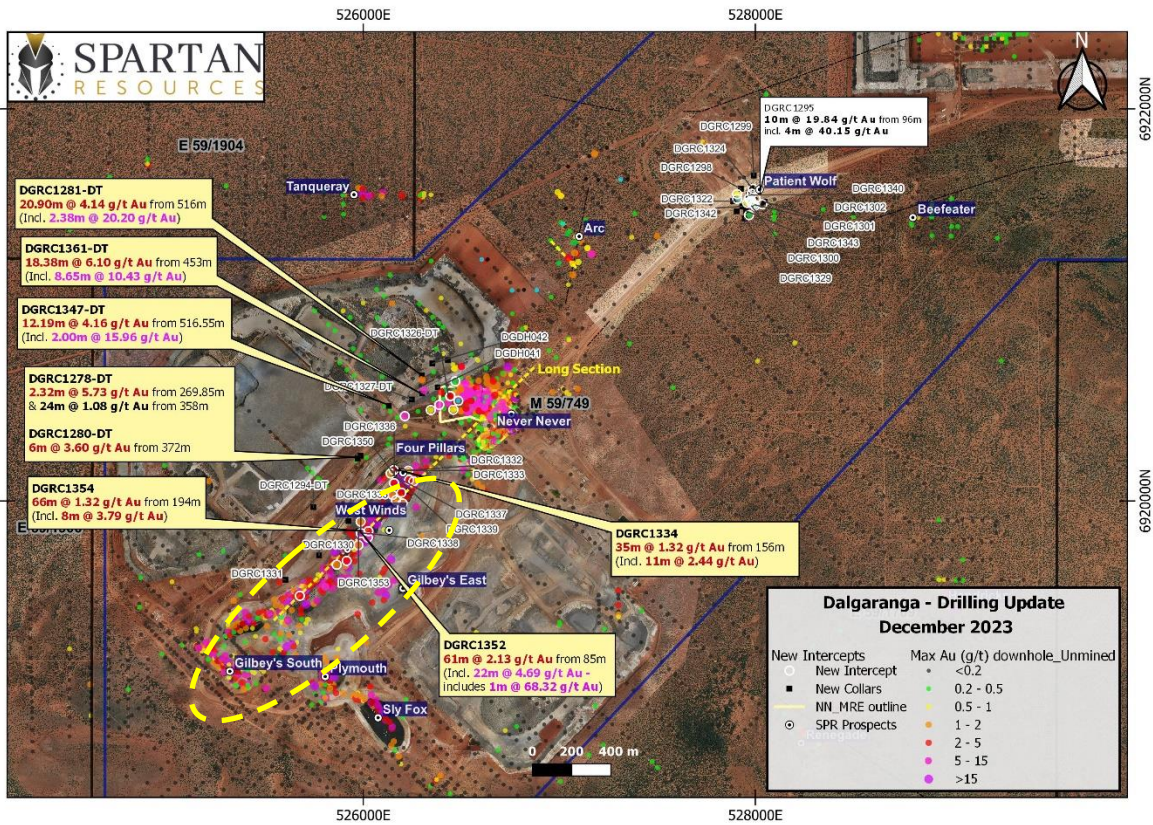 526000E
528000E
SPARTAN
RESOURCES
N
6922000N
6920000N
E 59/1904
Tanqueray
DGRC1281-DT
20.90m @ 4.14 g/t Au from 516m
(Incl. 2.38m @ 20.20 g/t Au)
DGRC1361-DT
18.38m @ 6.10 g/t Au from 453m
(Incl. 8.65m @ 10.43 g/t Au)
DGRC1347-DT
12.19m @ 4.16 g/t Au from 516.55m
(Incl. 2.00m @ 15.96 g/t Au)
DGRC1278-DT
2.32m @ 5.73 g/t Au from 269.85m
& 24m @ 1.08 g/t Au from 358m
DGRC1280-DT
6m @ 3.60 g/t Au from 372m
DGRC1354
66m @ 1.32 g/t Au from 194m
(Incl. 8m @ 3.79 g/t Au)
DGRC1295
10m @ 19.84 g/t Au from 96m
incl. 4m @ 40.15 g/t Au
DGRC1299
DGRC1324
DGRC1298
DGRC1322
DGRC1342
Patient Wolf
DGRC1340
DGRC1302
DGRC1301
DGRC1343
DGRC1300
DGRC1329
Beefeater
Arc
DGRC1326-DT
DGDH042
DGDH041
Long Section
DGRC1327-DT
M 59/749
Never Never
DGRC1336
DGRC1350
Four Pillars
DGRC1332
DGRC1333
DGRC1294-DT
West Winds
DGRC1337
DGRC1339
DGRC1338
DGRC1330
DGRC1331
DGRC1353
Gilbey's East
DGRC1334
35m @ 1.32 g/t Au from 156m
(Incl. 11m @ 2.44 g/t Au)
DGRC1352
61m @ 2.13 g/t Au from 85m
(Incl. 22m @ 4.69 g/t Au -
includes 1m @ 68.32 g/t Au)
Gilbey's South
Plymouth
Sly Fox
0 200 400 m
Dalgaranga - Drilling Update
December 2023
New Intercepts
New Intercept
New Collars
NN_MRE outline
SPR Prospects
Max Au (g/t) downhole_Unmined
<0.2
0.2 - 0.5
0.5 - 1
1 - 2
2 - 5
5 - 15
>15
Renegade